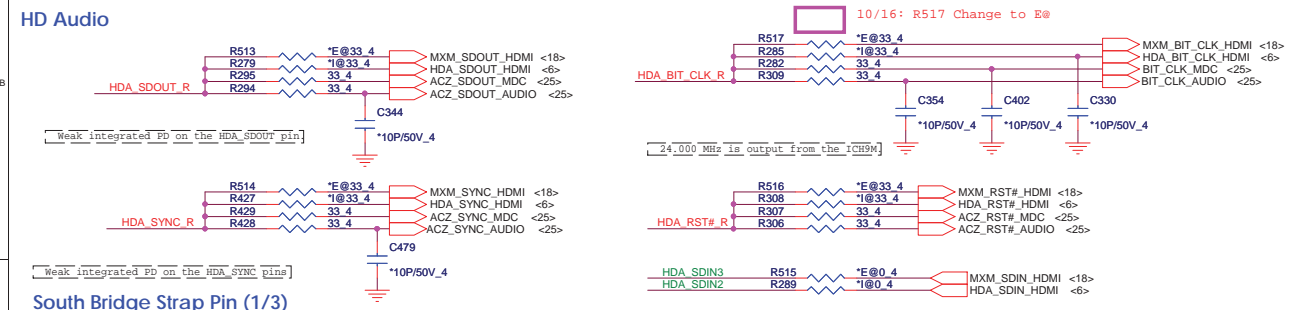 HD Audio
B
R513 *E@33_4 MXM_SDOUT_HDMI <18>
R279 *I@33_4 HDA_SDOUT_HDMI <6>
R295 33_4 ACZ_SDOUT_MDC <25>
HDA_SDOUT_R R294 33_4 ACZ_SDOUT_AUDIO <25>
C344
*10P/50V_4
Weak integrated PD on the HDA_SDOUT pin.
10/16: R517 Change to E@
R517 *E@33_4 MXM_BIT_CLK_HDMI <18>
R285 *I@33_4 HDA_BIT_CLK_HDMI <6>
R282 33_4 BIT_CLK_MDC <25>
HDA_BIT_CLK_R R309 33_4 BIT_CLK_AUDIO <25>
C354 C402 C330
*10P/50V_4 *10P/50V_4 *10P/50V_4
24.000 MHz is output from the ICH9M.
R514 *E@33_4 MXM_SYNC_HDMI <18>
R427 *I@33_4 HDA_SYNC_HDMI <6>
R429 33_4 ACZ_SYNC_MDC <25>
HDA_SYNC_R R428 33_4 ACZ_SYNC_AUDIO <25>
C479
*10P/50V_4
Weak integrated PD on the HDA_SYNC pins
R516 *E@33_4 MXM_RST#_HDMI <18>
R308 *I@33_4 HDA_RST#_HDMI <6>
R307 33_4 ACZ_RST#_MDC <25>
HDA_RST#_R R306 33_4 ACZ_RST#_AUDIO <25>
HDA_SDIN3 R515 *E@0_4 MXM_SDIN_HDMI <18>
HDA_SDIN2 R289 *I@0_4 HDA_SDIN_HDMI <6>
South Bridge Strap Pin (1/3)